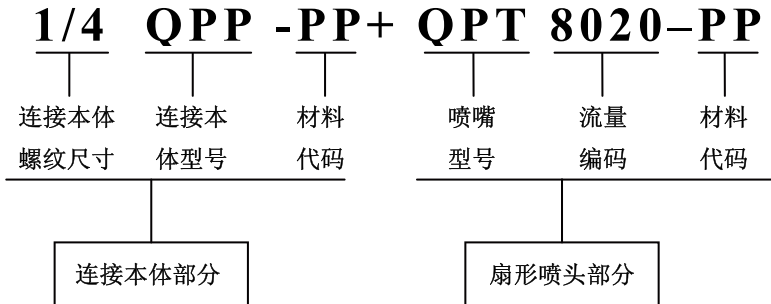 1/4 QPP -PP+ QPT 8020–PP
连接本体 连接本 材料 喷嘴 流量 材料
螺纹尺寸 体型号 代码 型号 编码 代码
连接本体部分 扇形喷头部分